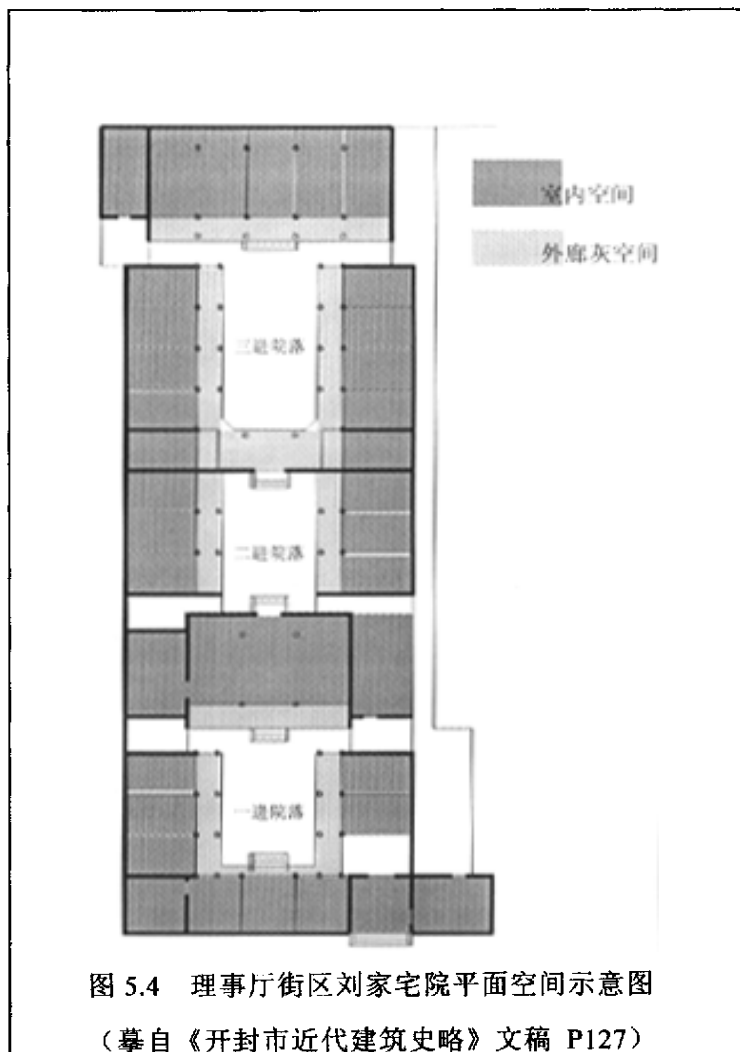 室内空间
外廊灰空间
三进院落
二进院落
一进院落
图 5.4 理事厅街区刘家宅院平面空间示意图
（摹自《开封市近代建筑史略》文稿 P127）